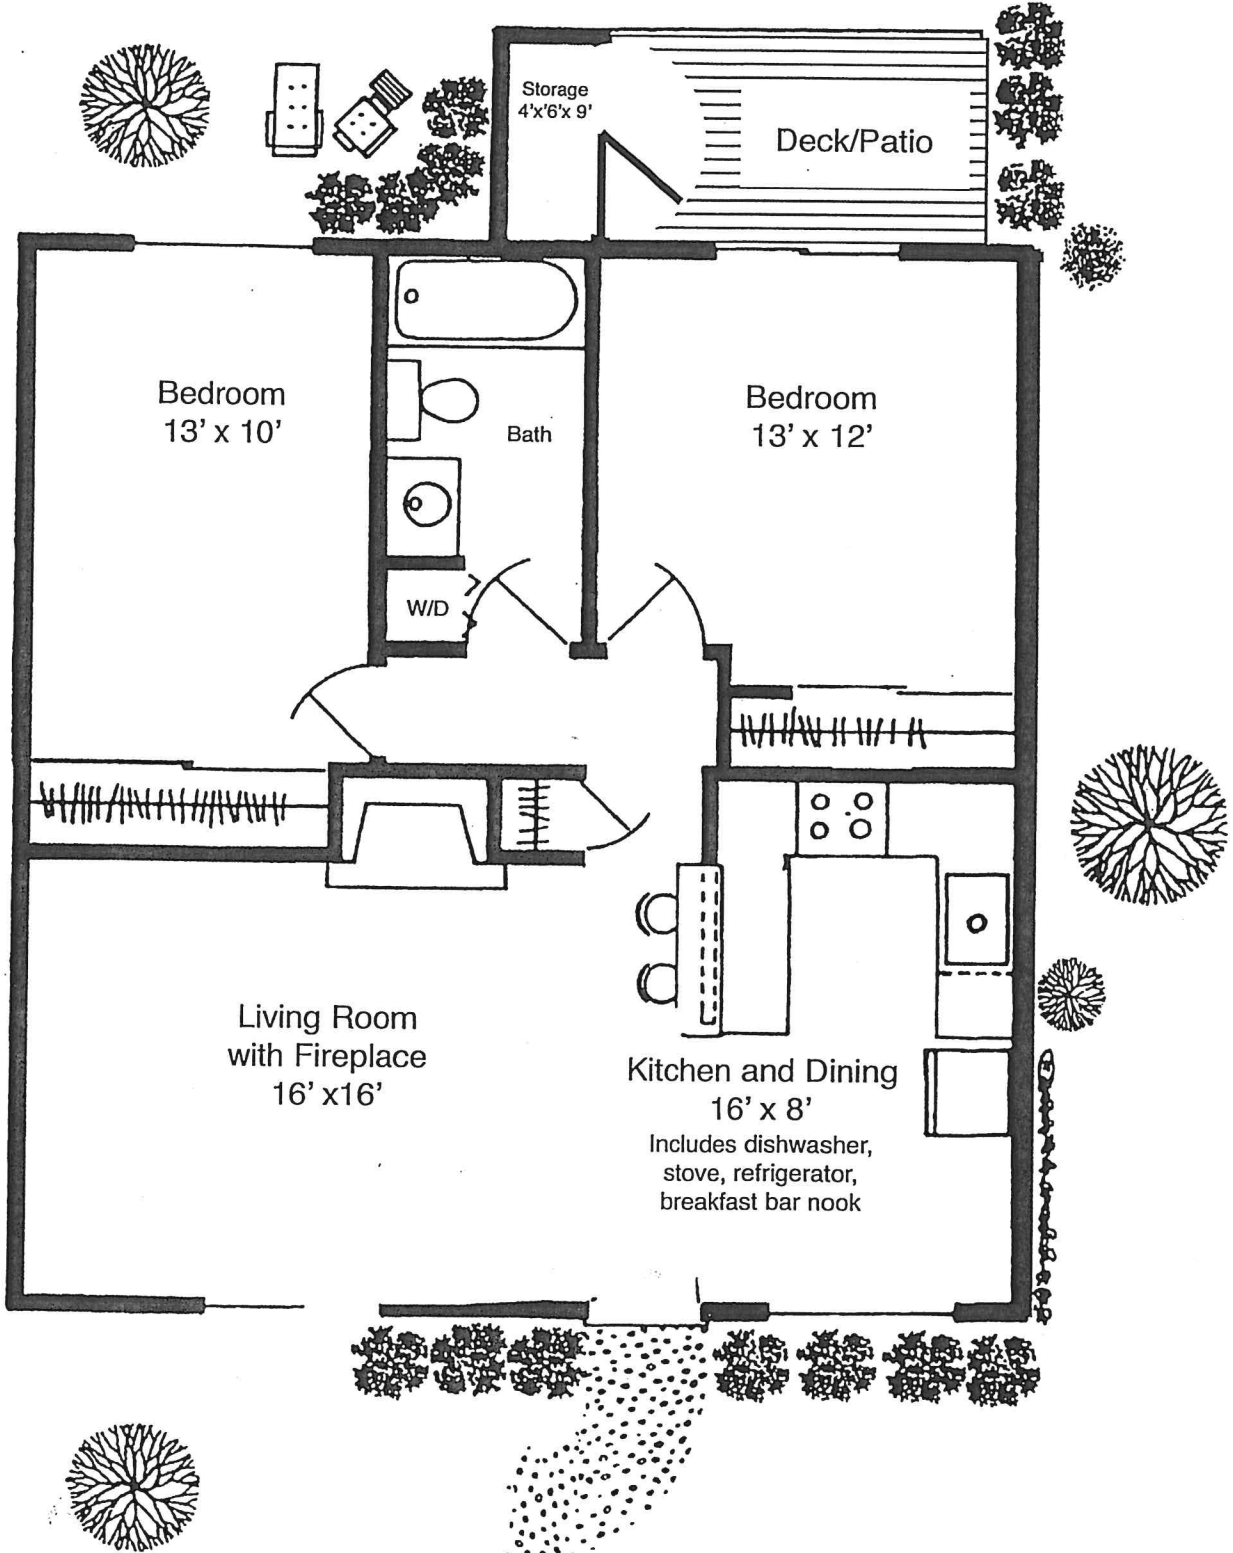 Storage
4'x'6'x 9'
Deck/Patio
Bedroom
13' x 10'
Bath
Bedroom
13' x 12'
W/D
Living Room
with Fireplace
16' x16'
Kitchen and Dining
16' x 8'
Includes dishwasher,
stove, refrigerator,
breakfast bar nook